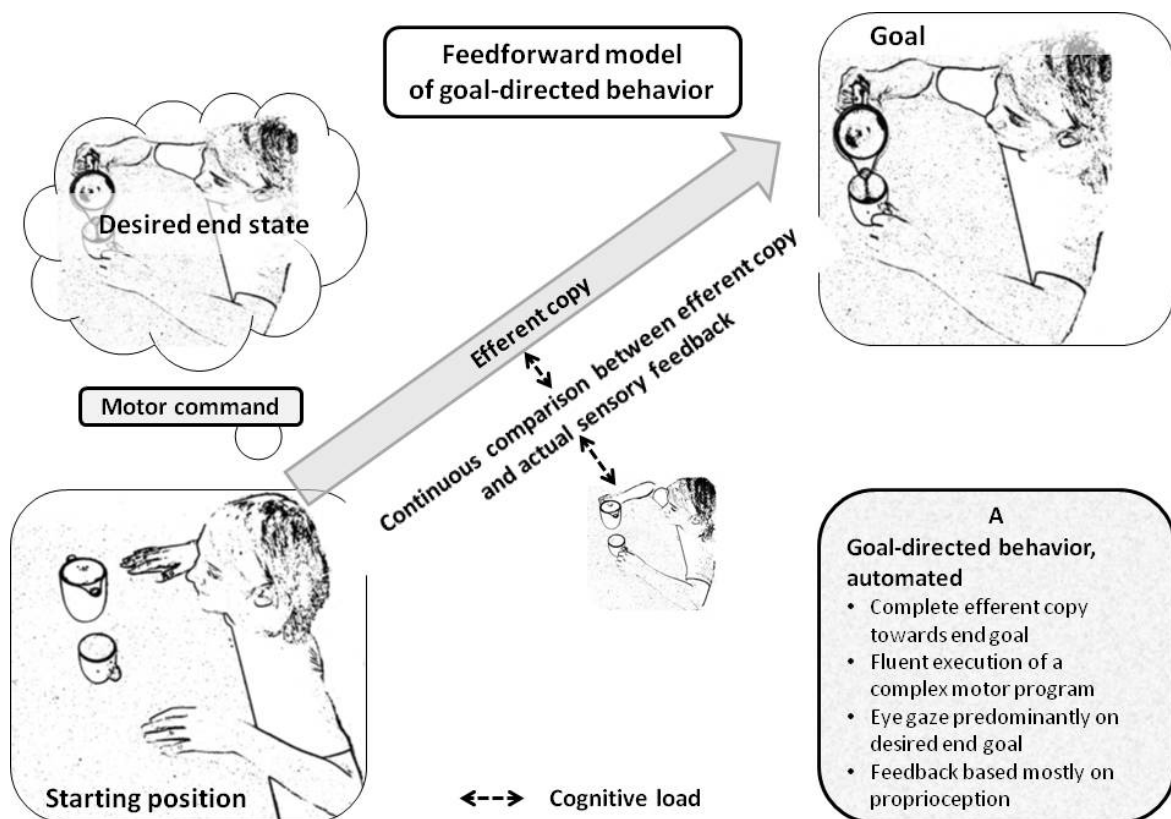 Feedforward model
of goal-directed behavior
Goal
Desired end state
Motor command
Efferent copy
Continuous comparison between efferent copy
and actual sensory feedback
Starting position
Cognitive load
A
Goal-directed behavior,
automated
• Complete efferent copy
towards end goal
• Fluent execution of a
complex motor program
• Eye gaze predominantly on
desired end goal
• Feedback based mostly on
proprioception